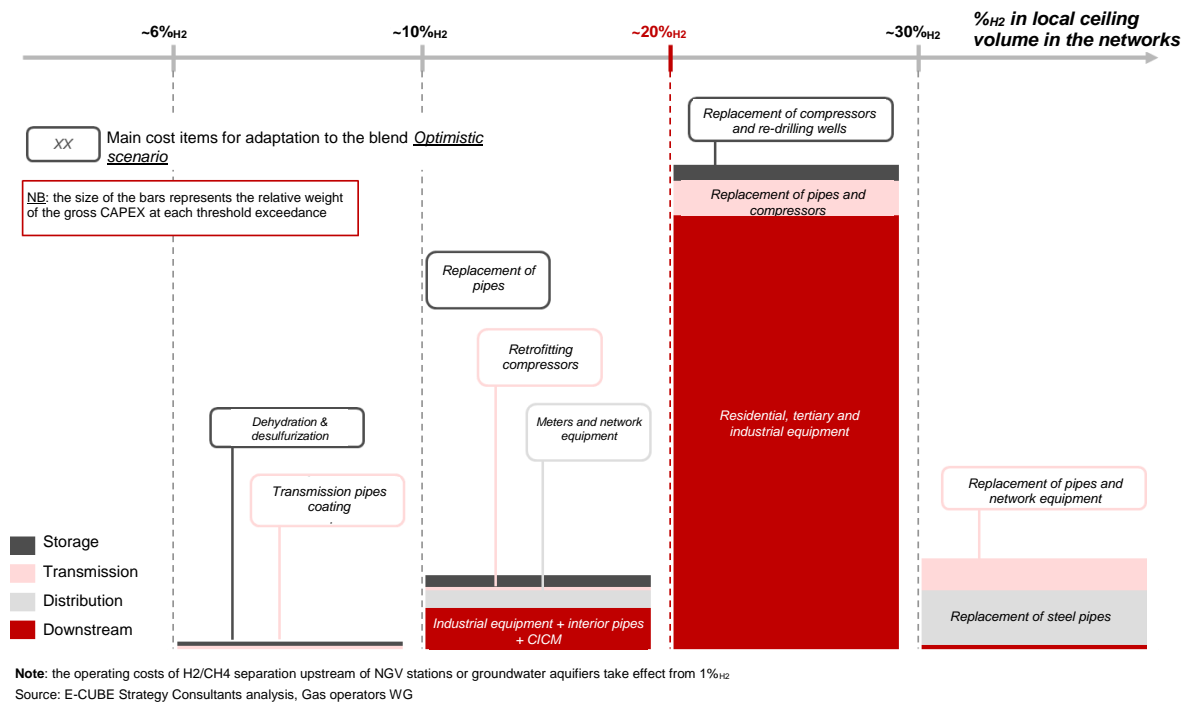 ~6%H2
~10%H2
~20%H2
~30%H2
%H2 in local ceiling
volume in the networks
XX
Main cost items for adaptation to the blend Optimistic
scenario
NB: the size of the bars represents the relative weight
of the gross CAPEX at each threshold exceedance
Replacement of compressors
and re-drilling wells
Replacement of pipes and
compressors
Replacement of
pipes
Retrofitting
compressors
Meters and network
equipment
Residential, tertiary and
industrial equipment
Dehydration &
desulfurization
Transmission pipes
coating
.
Replacement of pipes and
network equipment
Storage
Transmission
Distribution
Downstream
Industrial equipment + interior pipes
+ CICM
Replacement of steel pipes
Note: the operating costs of H2/CH4 separation upstream of NGV stations or groundwater aquifiers take effect from 1%H2
Source: E-CUBE Strategy Consultants analysis, Gas operators WG